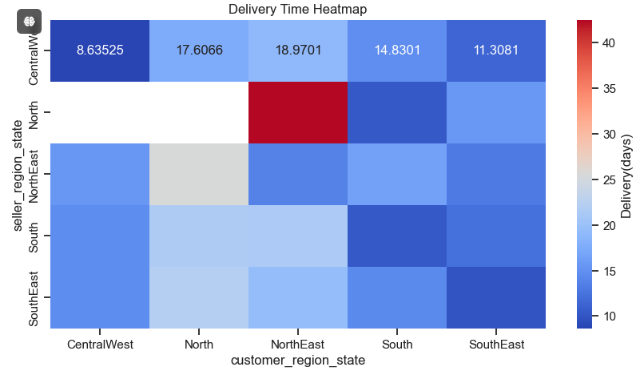 Delivery Time Heatmap
8.63525 17.6066 18.9701 14.8301 11.3081
CentralWest
North
NorthEast
South
SouthEast
seller_region_state
CentralWest North NorthEast South SouthEast
customer_region_state
40
35
30
25
20
15
10
Delivery(days)